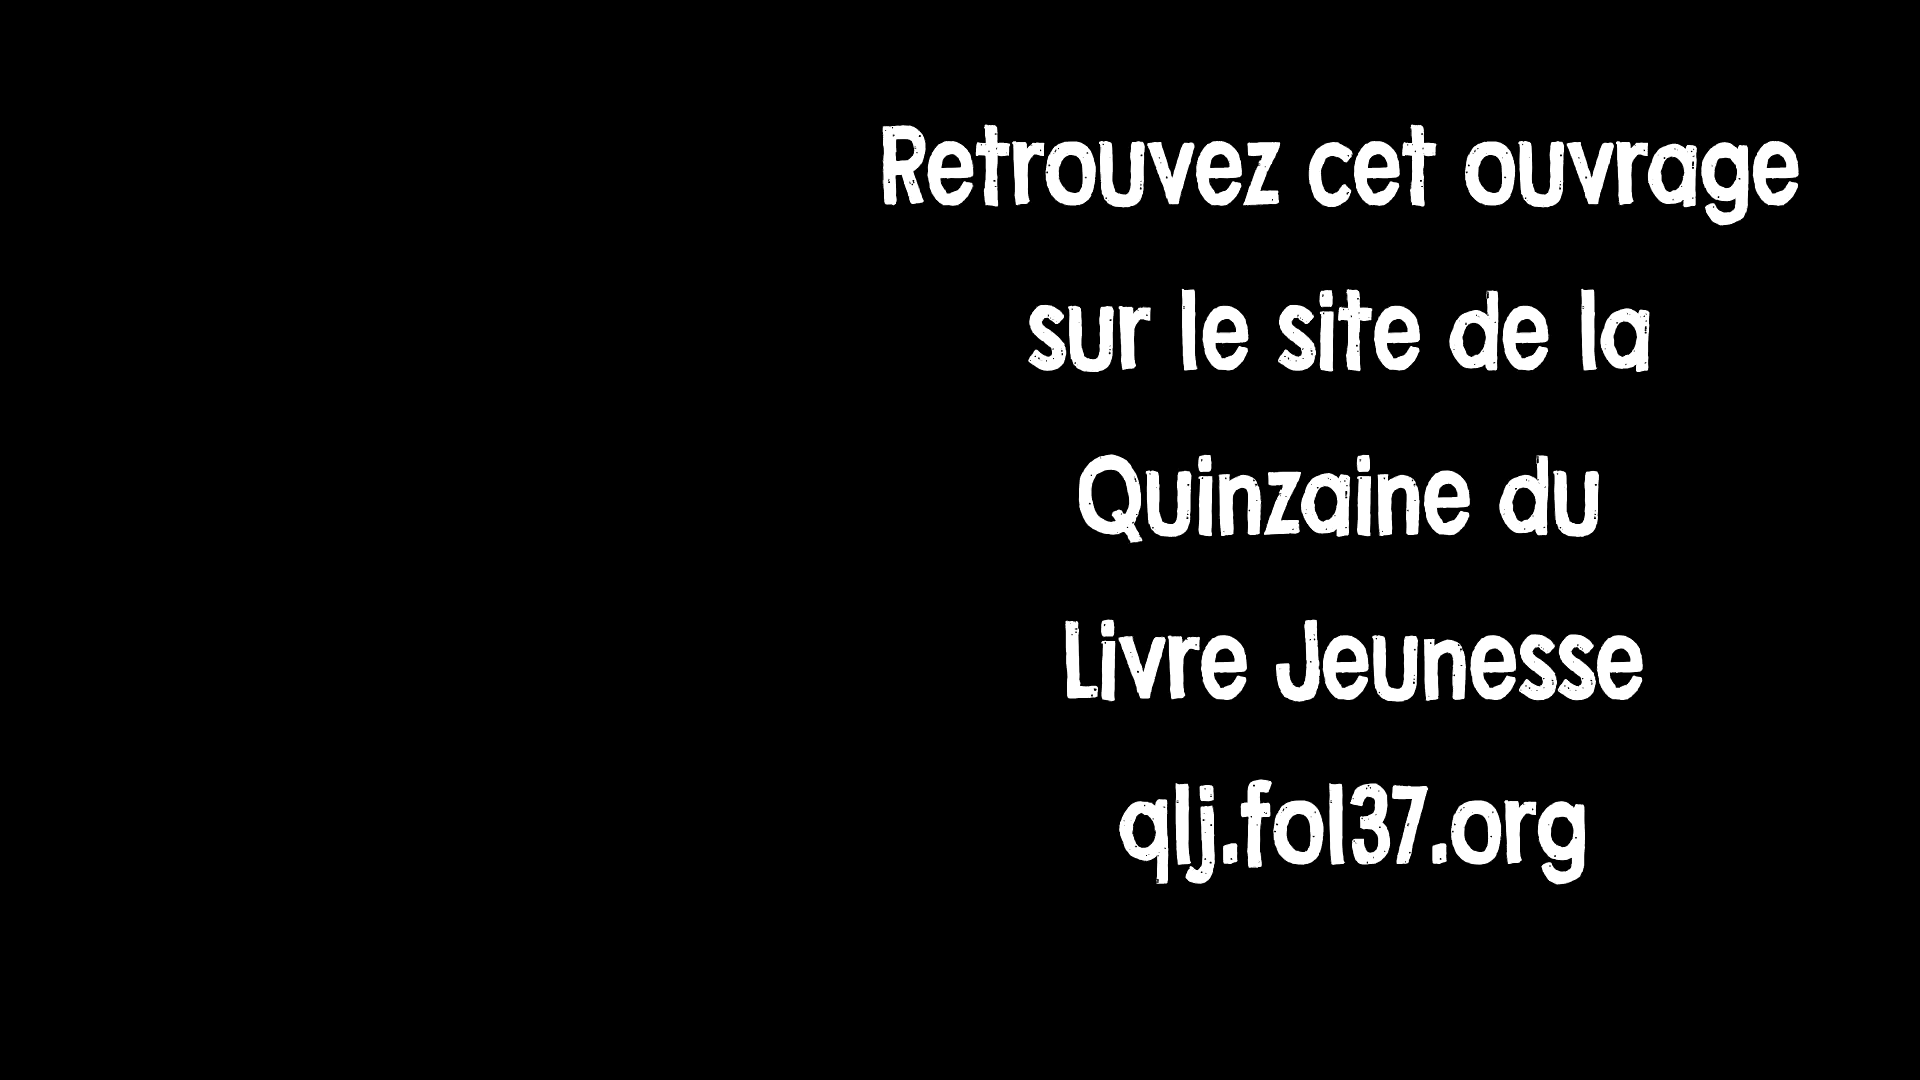 Retrouvez cet ouvrage
sur le site de la
Quinzaine du
Livre Jeunesse
qlj.fol37.org